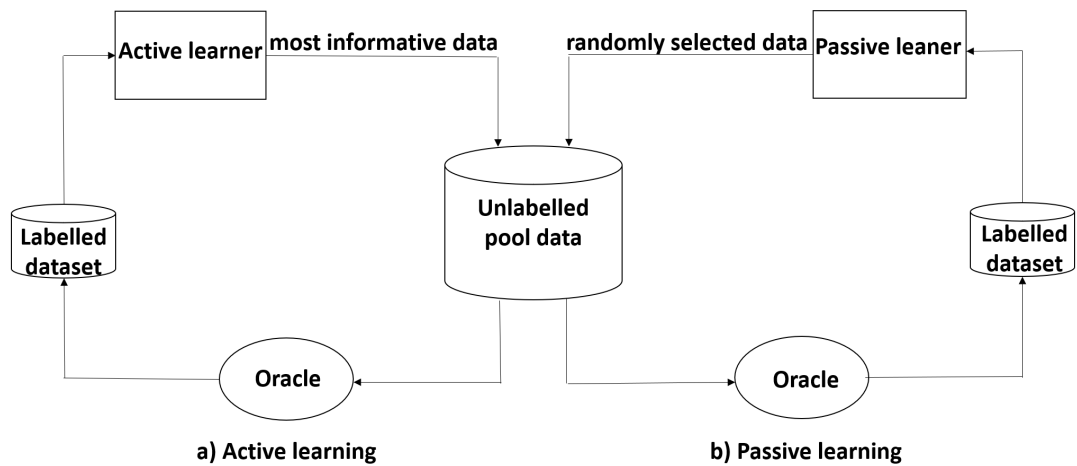 Active learner
most informative data
randomly selected data
Passive leaner
Unlabelled
pool data
Labelled
dataset
Labelled
dataset
Oracle
Oracle
a) Active learning
b) Passive learning